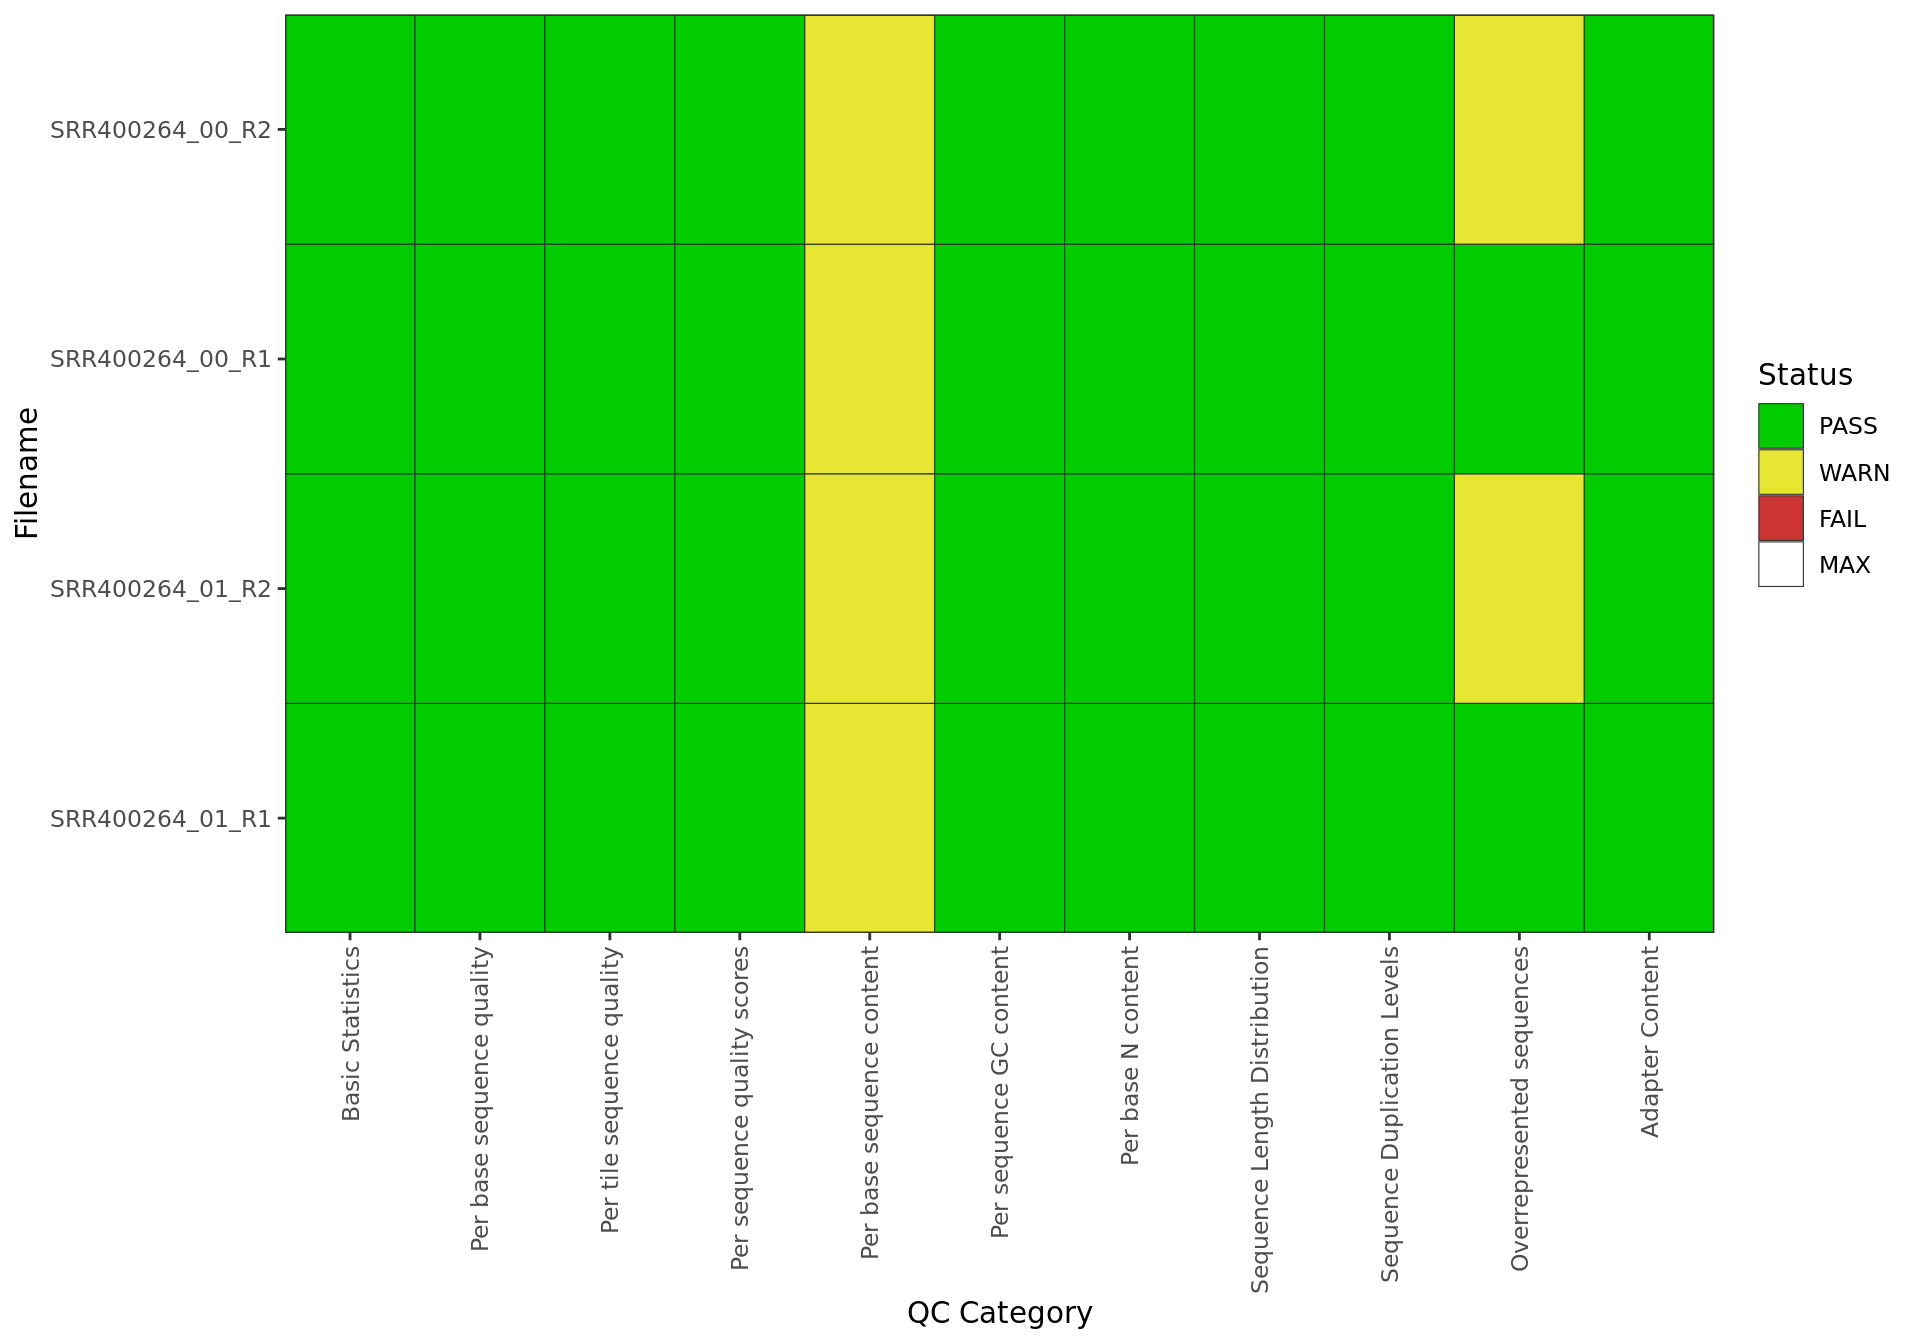 Filename
SRR400264_00_R2
SRR400264_00_R1
SRR400264_01_R2
SRR400264_01_R1
Basic Statistics
Per base sequence quality
Per tile sequence quality
Per sequence quality scores
Per base sequence content
Per sequence GC content
Per base N content
Sequence Length Distribution
Sequence Duplication Levels
Overrepresented sequences
Adapter Content
QC Category
Status
PASS
WARN
FAIL
MAX